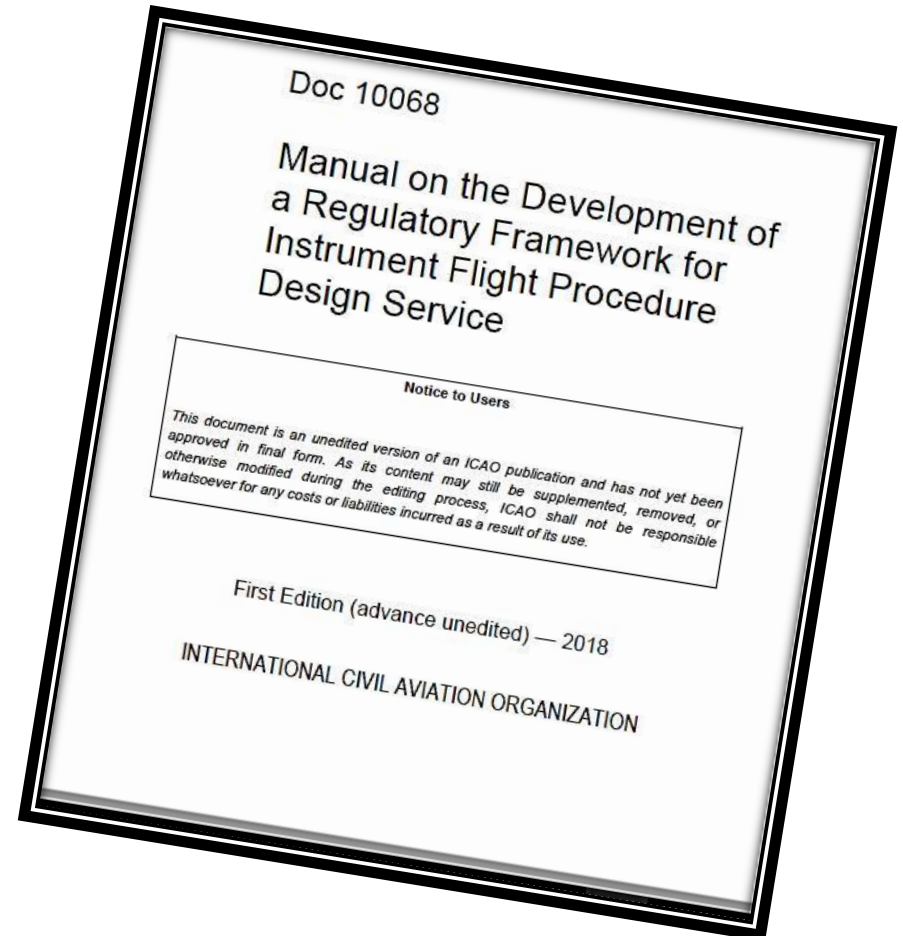 Doc 10068
Manual on the Development of
a Regulatory Framework for
Instrument Flight Procedure
Design Service
Notice to Users
This document is an unedited version of an ICAO publication and has not yet been
approved in final form. As its content may still be supplemented, removed, or
otherwise modified during the editing process, ICAO shall not be responsible
whatsoever for any costs or liabilities incurred as a result of its use.
First Edition (advance unedited) — 2018
INTERNATIONAL CIVIL AVIATION ORGANIZATION